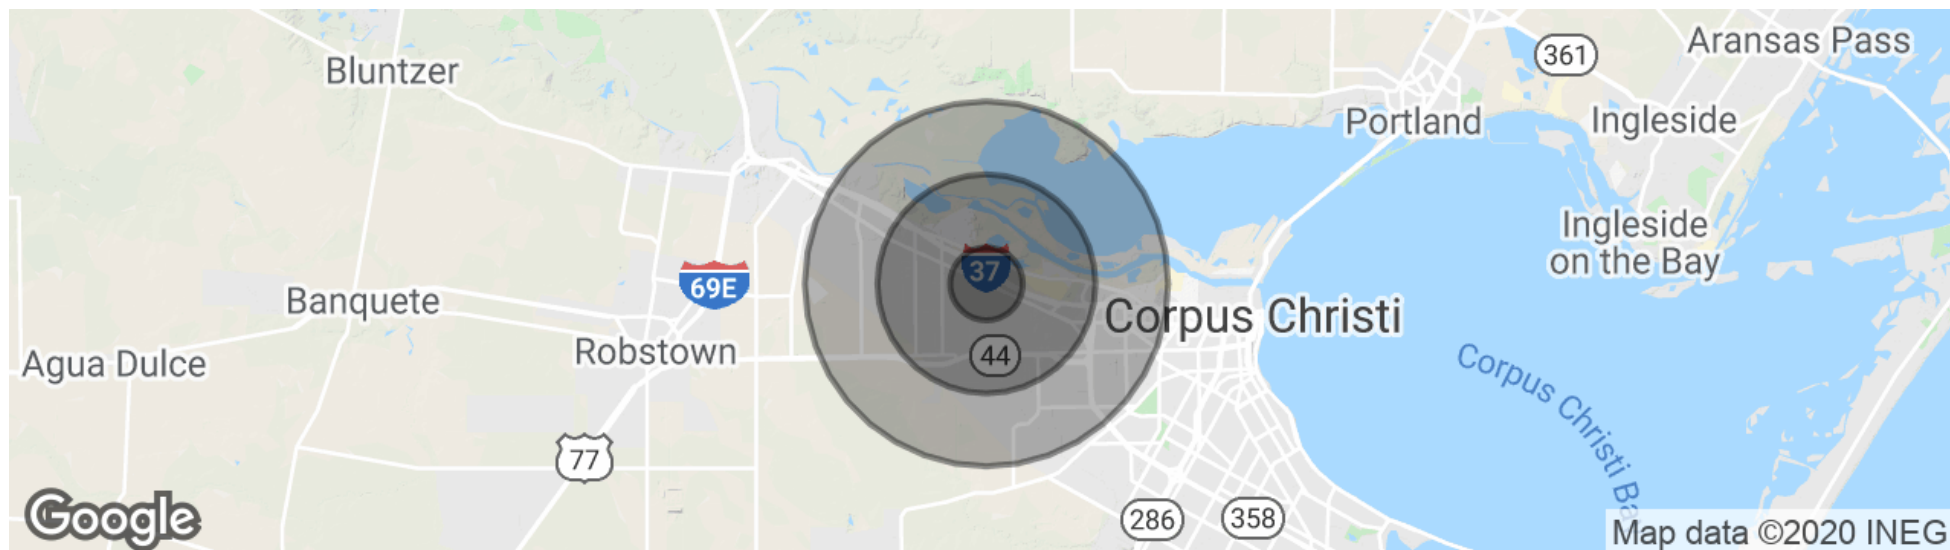 Aransas Pass
361
Bluntzer
Portland
Ingleside
Ingleside
on the Bay
37
69E
Banquete
Corpus Christi
Robstown
44
Agua Dulce
Corpus Christi Ba
77
286
358
Google
Map data ©2020 INEG